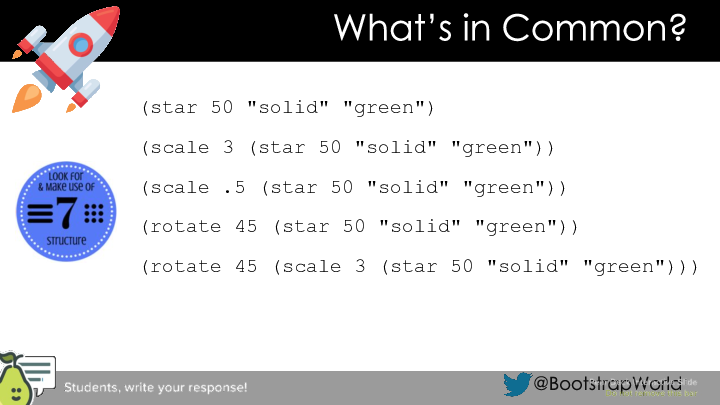 What's in Common?
(star 50 "solid" "green")
(scale 3 (star 50 "solid" "green"))
(scale .5 (star 50 "solid" "green"))
(rotate 45 (star 50 "solid" "green"))
(rotate 45 (scale 3 (star 50 "solid" "green")))
LOOK FOR
& MAKE USE OF
7
STRUCTURE
Students, write your response!
@BootstrapWorld